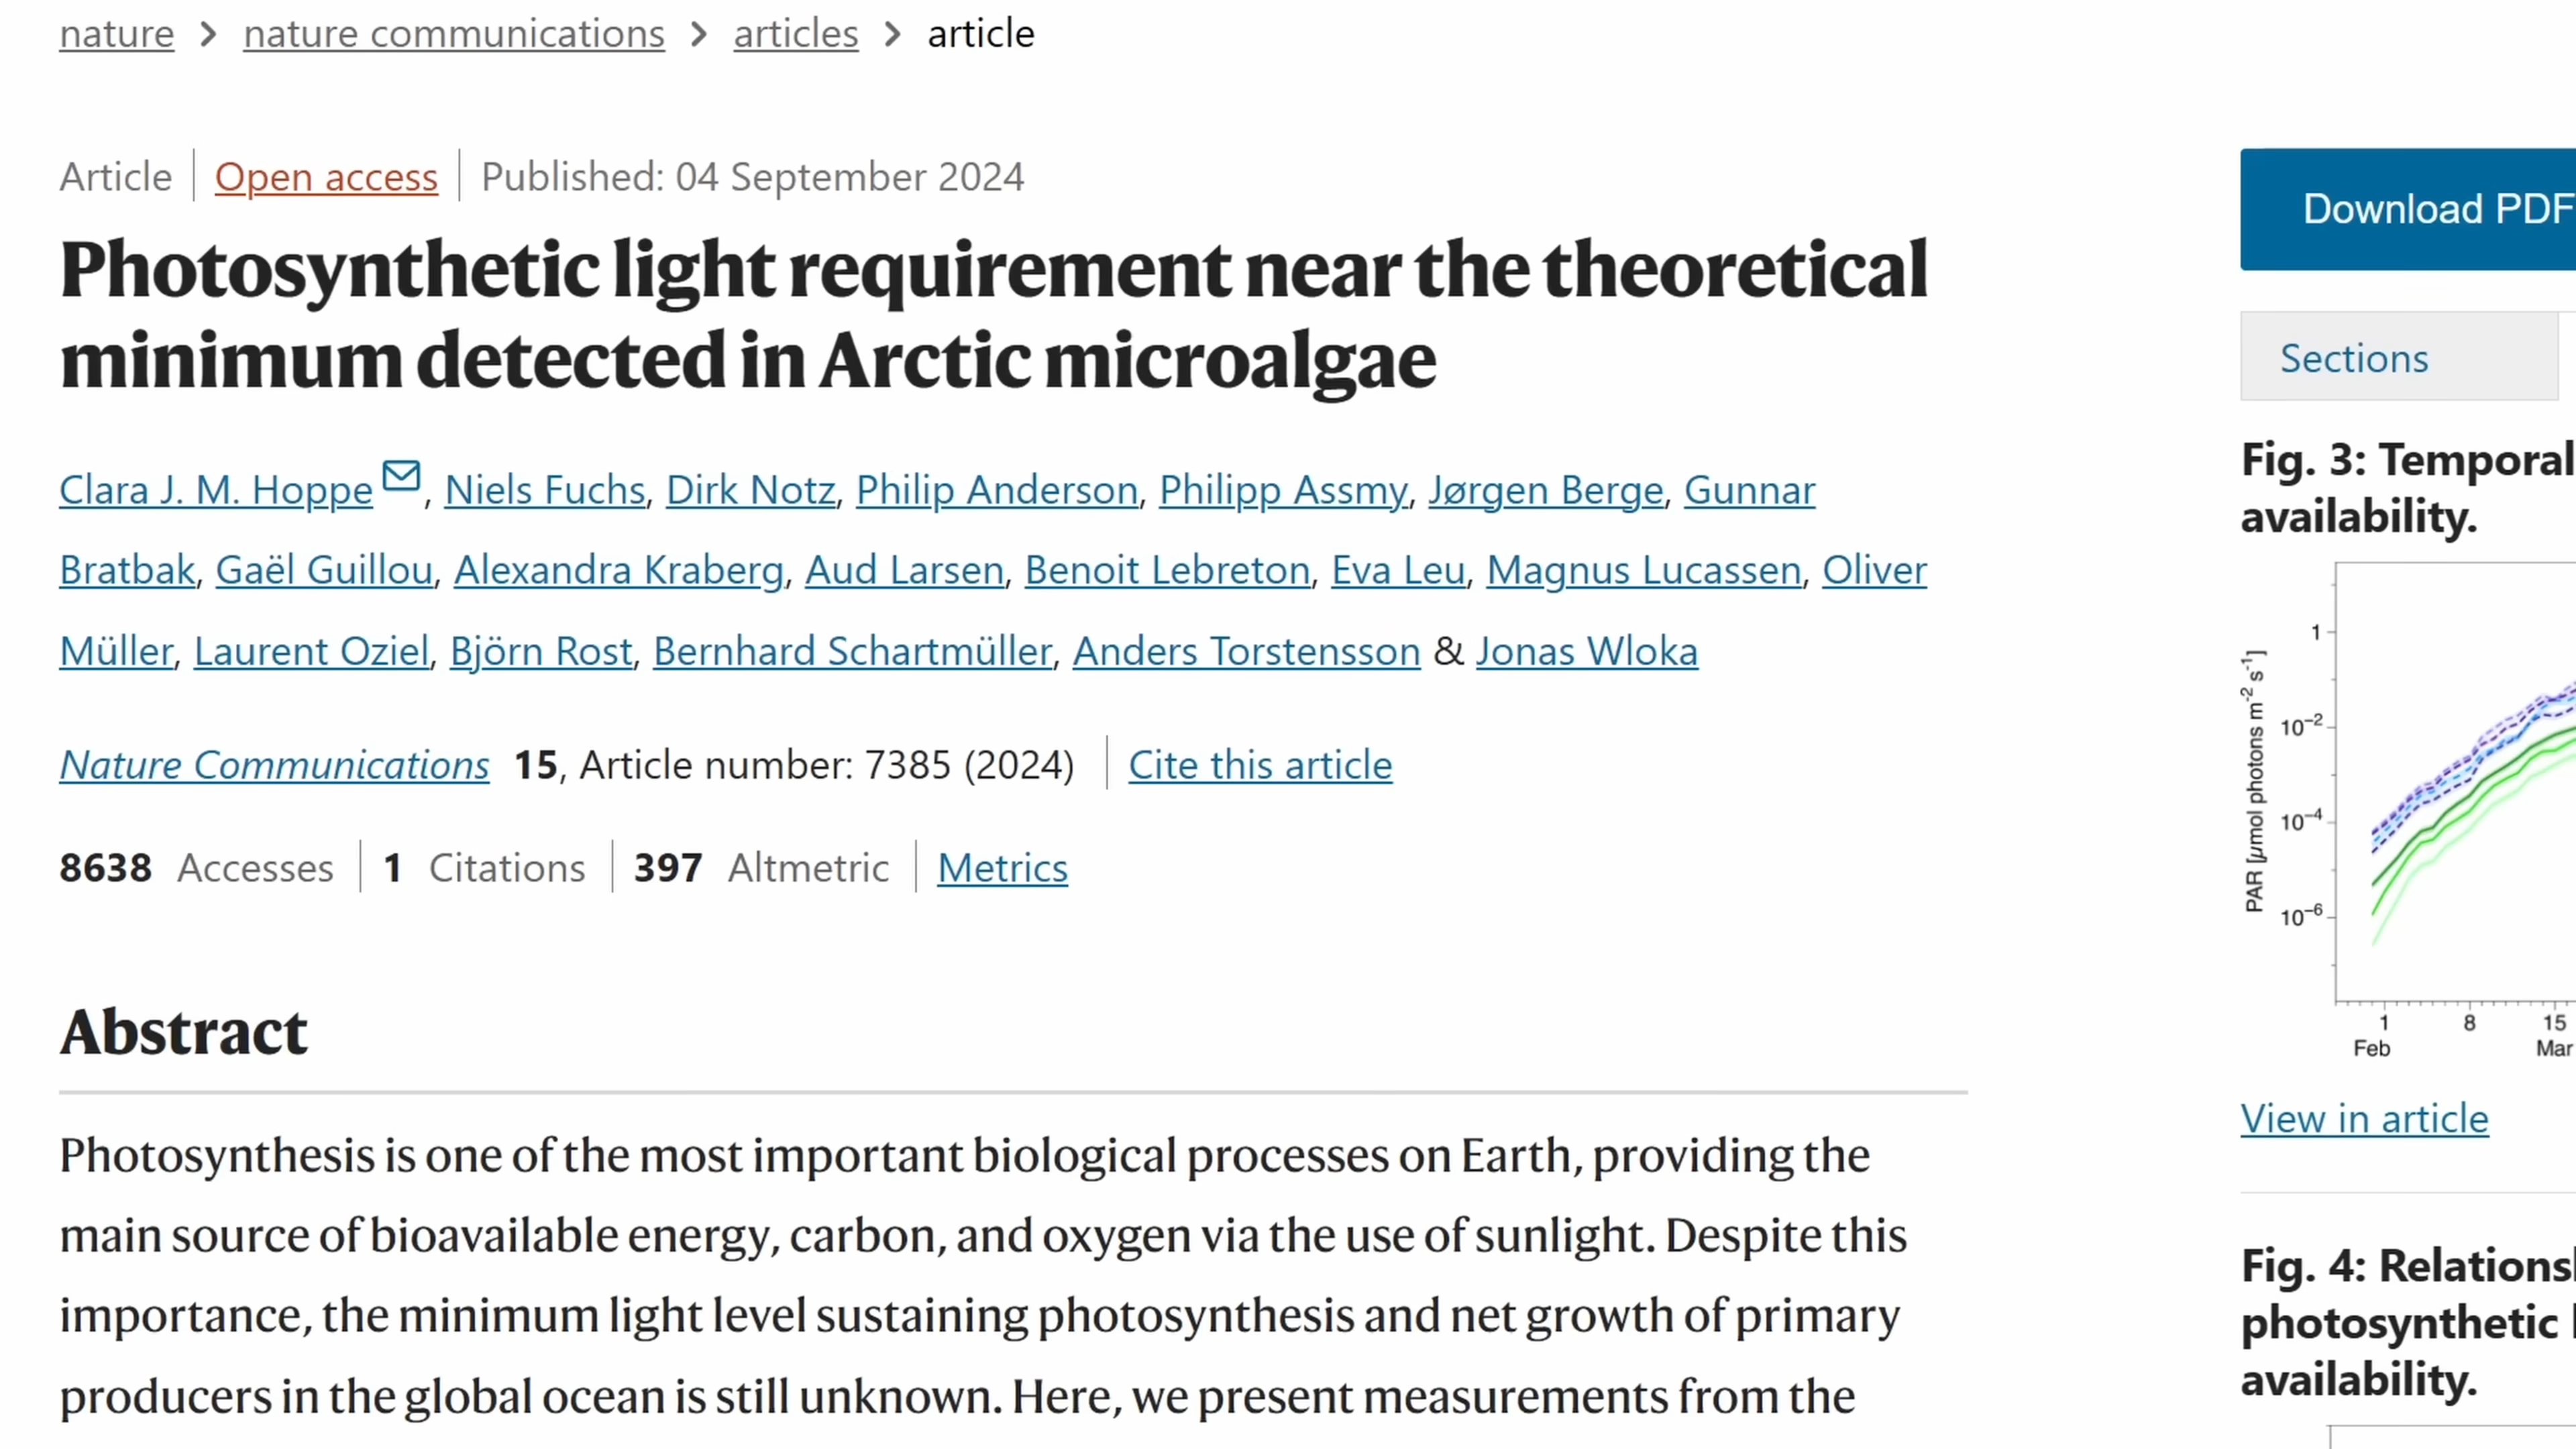 nature > nature communications > articles > article
Article | Open access | Published: 04 September 2024
Photosynthetic light requirement near the theoretical
minimum detected in Arctic microalgae
Clara J. M. Hoppe, Niels Fuchs, Dirk Notz, Philip Anderson, Philipp Assmy, Jørgen Berge, Gunnar
Bratbak, Gaël Guillou, Alexandra Kraberg, Aud Larsen, Benoit Lebreton, Eva Leu, Magnus Lucassen, Oliver
Müller, Laurent Oziel, Björn Rost, Bernhard Schartmüller, Anders Torstensson & Jonas Wloka
Nature Communications 15, Article number: 7385 (2024) | Cite this article
8638 Accesses | 1 Citations | 397 Altmetric | Metrics
Abstract
Photosynthesis is one of the most important biological processes on Earth, providing the
main source of bioavailable energy, carbon, and oxygen via the use of sunlight. Despite this
importance, the minimum light level sustaining photosynthesis and net growth of primary
producers in the global ocean is still unknown. Here, we present measurements from the
Download PDF
Sections
Fig. 3: Temporal
availability.
PAR [µmol photons m⁻² s⁻¹]
1
10⁻²
10⁻⁴
10⁻⁶
1 8 15
Feb Mar
View in article
Fig. 4: Relations
photosynthetic
availability.